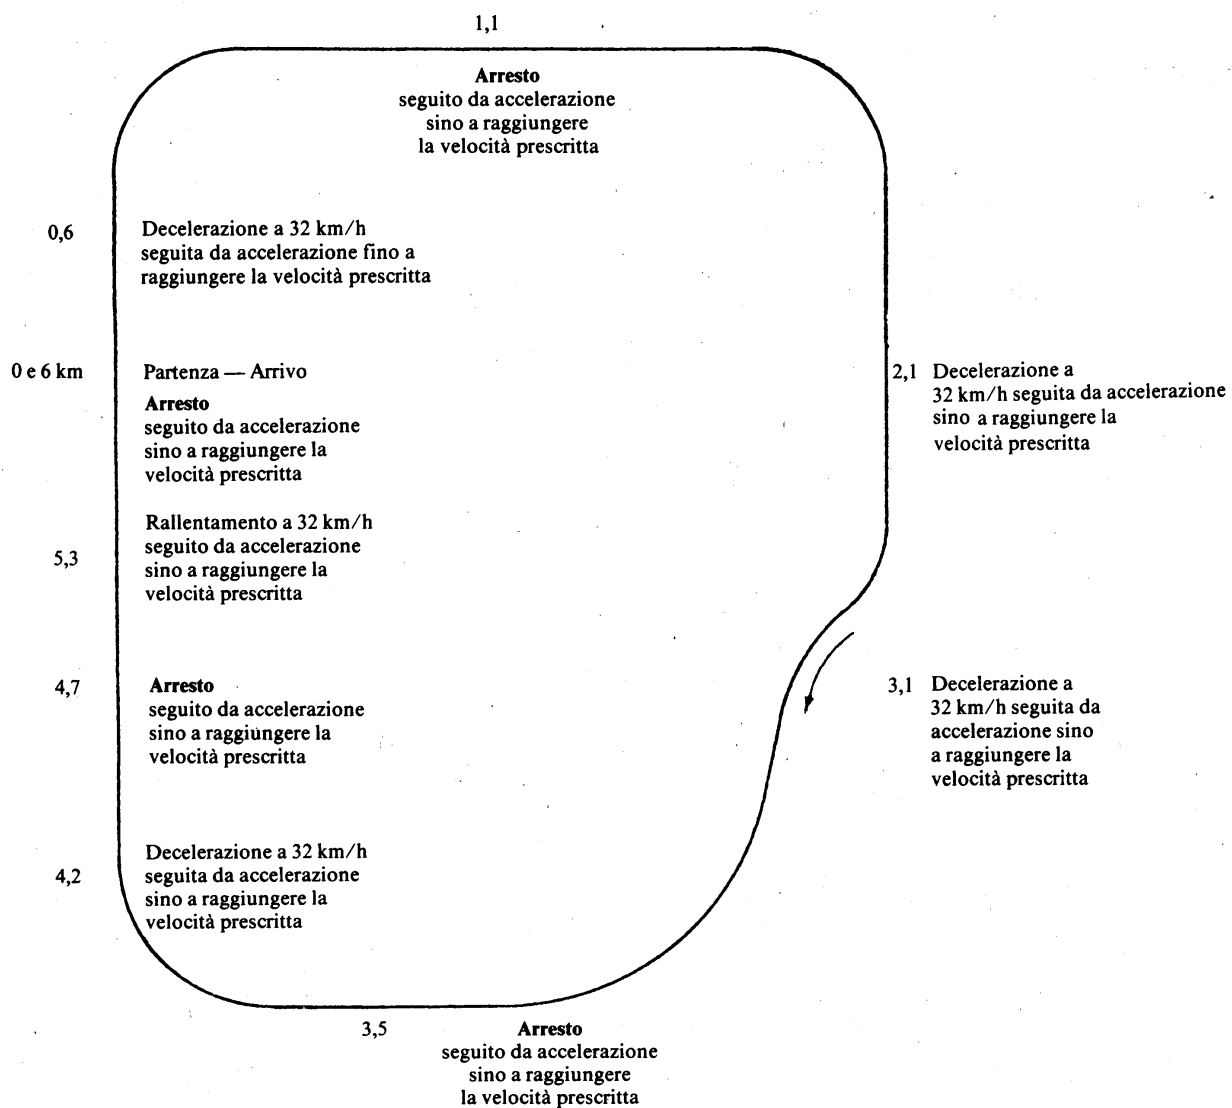 1,1
Arresto
seguito da accelerazione
sino a raggiungere
la velocità prescritta
0,6
Decelerazione a 32 km/h
seguita da accelerazione fino a
raggiungere la velocità prescritta
0 e 6 km
Partenza — Arrivo
Arresto
seguito da accelerazione
sino a raggiungere la
velocità prescritta
2,1 Decelerazione a
32 km/h seguita da accelerazione
sino a raggiungere la
velocità prescritta
5,3
Rallentamento a 32 km/h
seguito da accelerazione
sino a raggiungere la
velocità prescritta
4,7
Arresto
seguito da accelerazione
sino a raggiungere la
velocità prescritta
3,1 Decelerazione a
32 km/h seguita da
accelerazione sino
a raggiungere la
velocità prescritta
4,2
Decelerazione a 32 km/h
seguita da accelerazione
sino a raggiungere la
velocità prescritta
3,5
Arresto
seguito da accelerazione
sino a raggiungere
la velocità prescritta